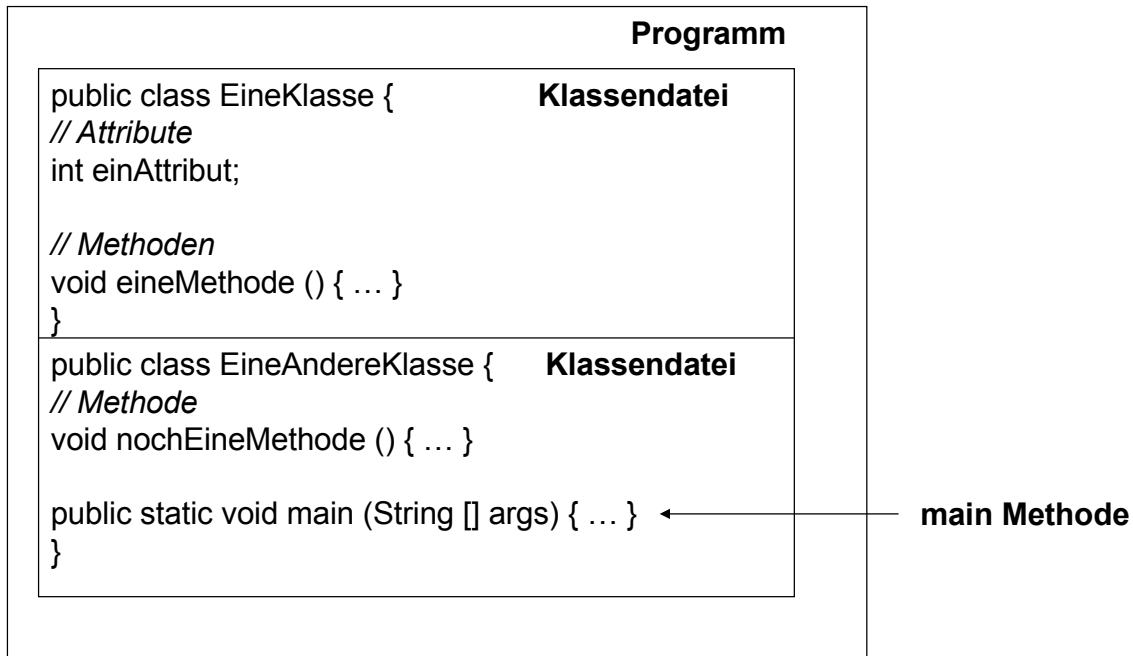 Programm
public class EineKlasse { Klassendatei
// Attribute
int einAttribut;
// Methoden
void eineMethode () { … }
}
public class EineAndereKlasse { Klassendatei
// Methode
void nochEineMethode () { … }
public static void main (String [] args) { … } main Methode
}